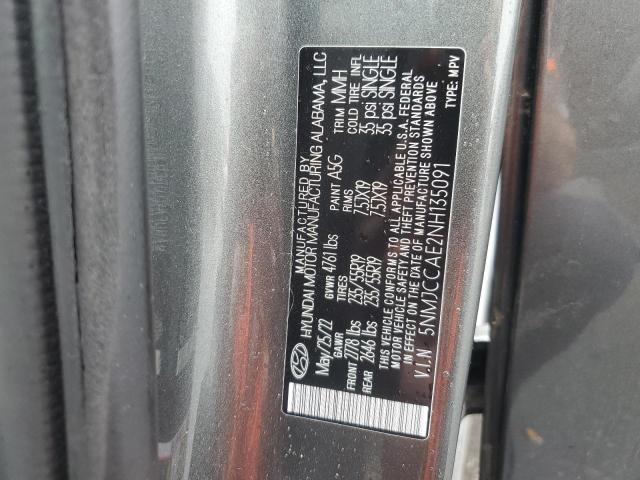 MANUFACTURED BY
HYUNDAI MOTOR MANUFACTURING ALABAMA, LLC
May/25/22 GVWR 4761 lbs PAINT A5G TRIM MMH
GAWR TIRES RIMS COLD TIRE INFL
FRONT 2778 lbs 235/55R19 7.5JX19 35 psi SINGLE
REAR 2646 lbs 235/55R19 7.5JX19 35 psi SINGLE
THIS VEHICLE CONFORMS TO ALL APPLICABLE U.S.A. FEDERAL
MOTOR VEHICLE SAFETY AND THEFT PREVENTION STANDARDS
IN EFFECT ON THE DATE OF MANUFACTURE SHOWN ABOVE
V.I.N 5NMJCCAE2NH135091 TYPE: MPV